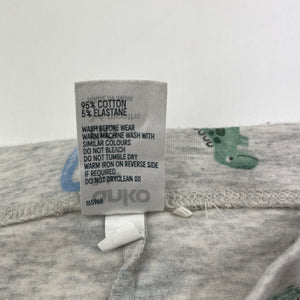 95% COTTON
5% ELASTANE
WASH BEFORE WEAR
WARM MACHINE WASH WITH
SIMILAR COLOURS
DO NOT BLEACH
DO NOT TUMBLE DRY
WARM IRON ON REVERSE SIDE
IF REQUIRED.
DO NOT DRYCLEAN
165965